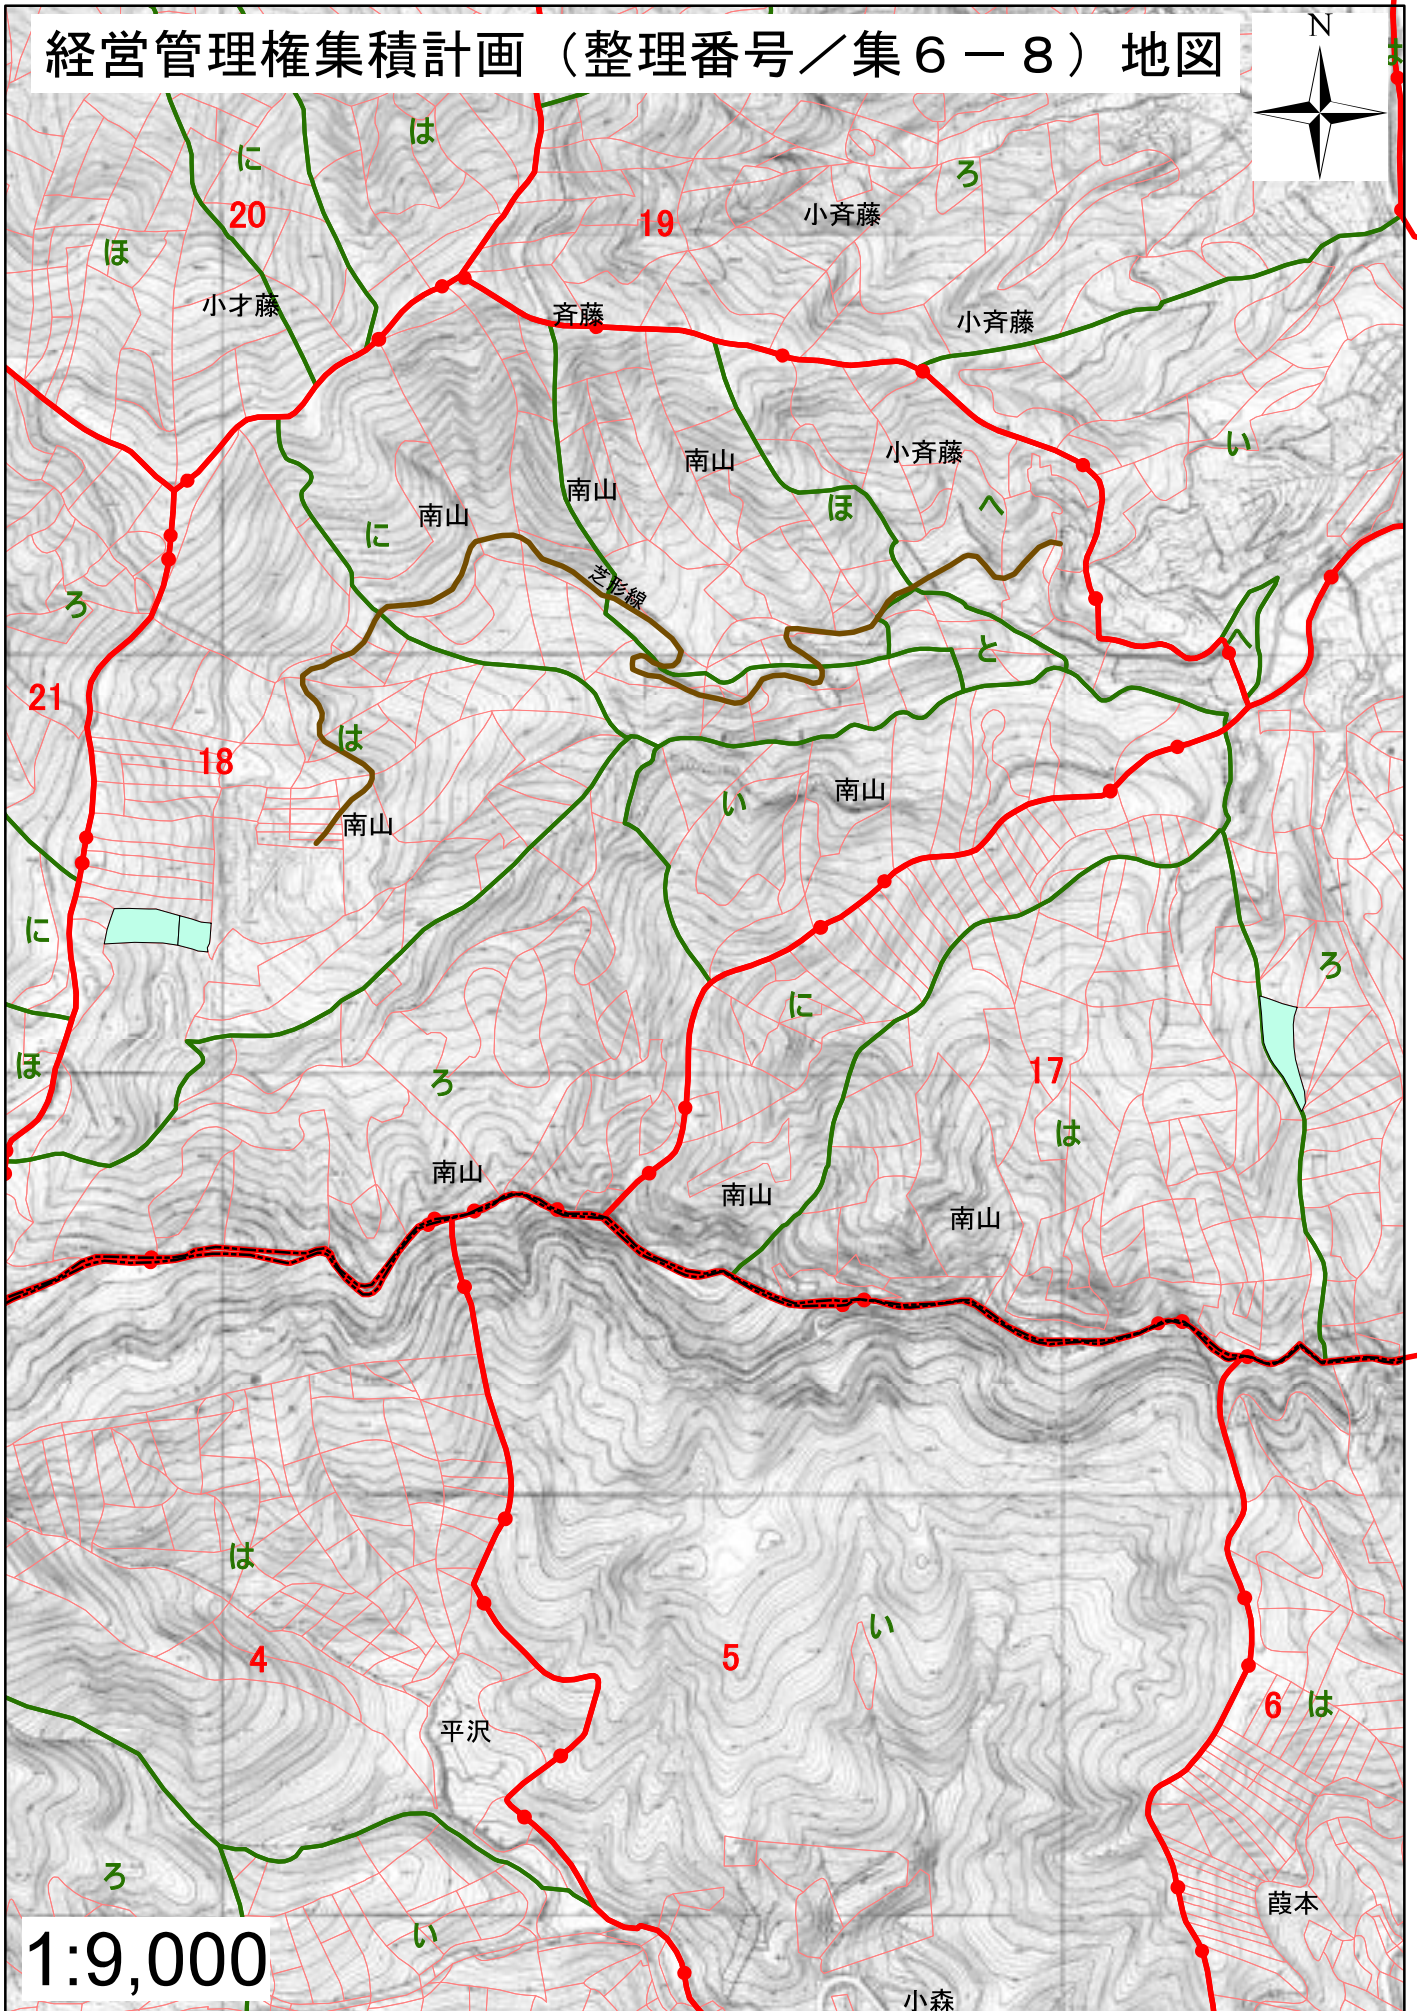 経営管理権集積計画（整理番号／集６－８）地図
N
は
は
に
ろ
20
19
小斉藤
ほ
小才藤
斉藤
小斉藤
い
小斉藤
南山
南山
南山
ほ
へ
に
芝形線
ろ
と
へ
21
は
18
南山
い
南山
に
ろ
に
ほ
ろ
17
は
南山
南山
南山
は
い
4
5
6
は
平沢
ろ
葭本
い
1:9,000
小森